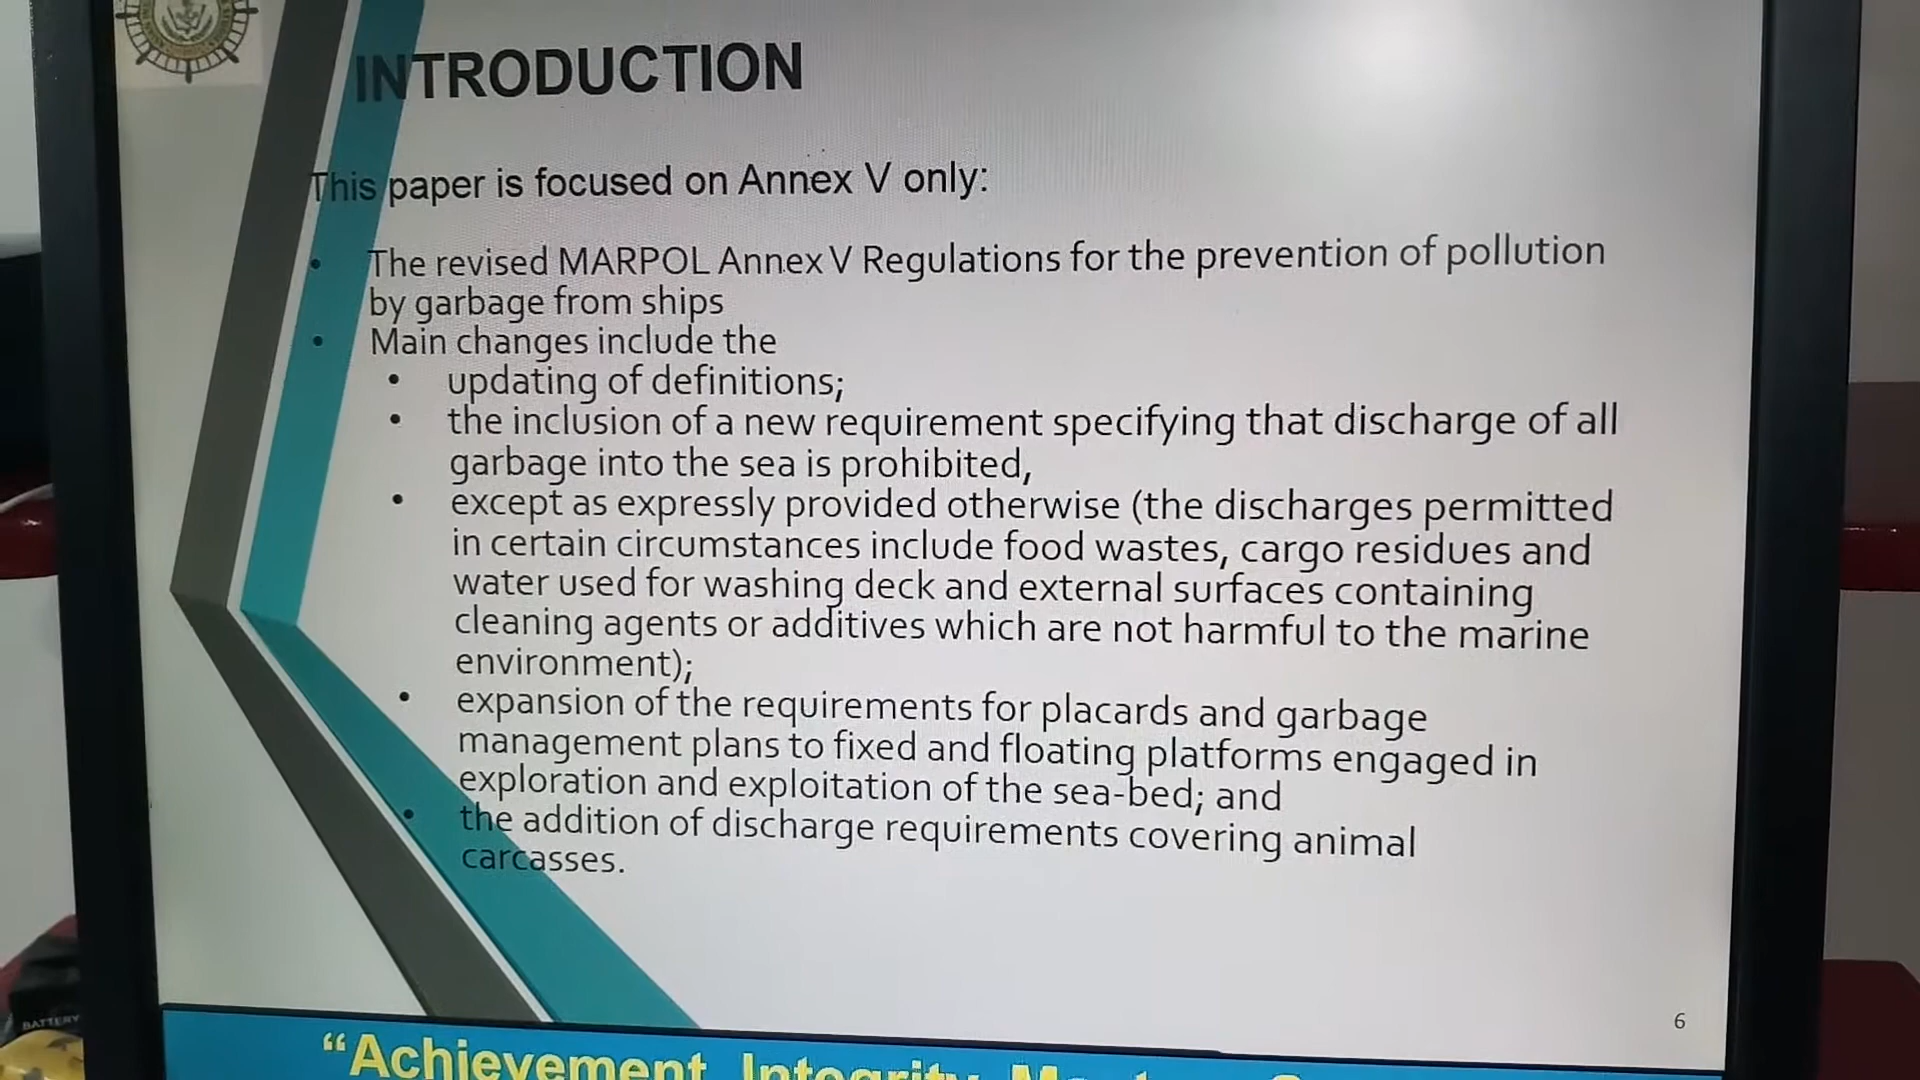 INTRODUCTION
This paper is focused on Annex V only:
• The revised MARPOL Annex V Regulations for the prevention of pollution
by garbage from ships
• Main changes include the
• updating of definitions;
• the inclusion of a new requirement specifying that discharge of all
garbage into the sea is prohibited,
• except as expressly provided otherwise (the discharges permitted
in certain circumstances include food wastes, cargo residues and
water used for washing deck and external surfaces containing
cleaning agents or additives which are not harmful to the marine
environment);
• expansion of the requirements for placards and garbage
management plans to fixed and floating platforms engaged in
exploration and exploitation of the sea-bed; and
• the addition of discharge requirements covering animal
carcasses.
6
“Achievement, Integrity,
BATTERY